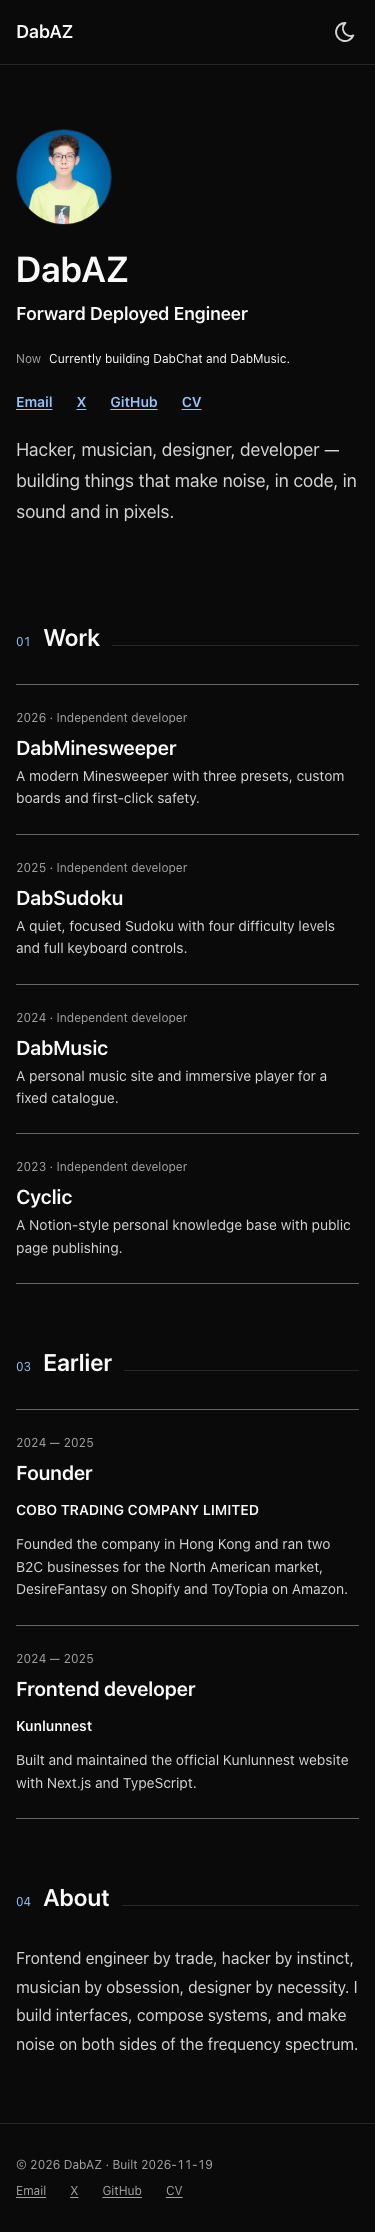 DabAZ
DabAZ
Forward Deployed Engineer
Now Currently building DabChat and DabMusic.
Email X GitHub CV
Hacker, musician, designer, developer —
building things that make noise, in code, in
sound and in pixels.
01 Work
2026 · Independent developer
DabMinesweeper
A modern Minesweeper with three presets, custom
boards and first-click safety.
2025 · Independent developer
DabSudoku
A quiet, focused Sudoku with four difficulty levels
and full keyboard controls.
2024 · Independent developer
DabMusic
A personal music site and immersive player for a
fixed catalogue.
2023 · Independent developer
Cyclic
A Notion-style personal knowledge base with public
page publishing.
03 Earlier
2024 — 2025
Founder
COBO TRADING COMPANY LIMITED
Founded the company in Hong Kong and ran two
B2C businesses for the North American market,
DesireFantasy on Shopify and ToyTopia on Amazon.
2024 — 2025
Frontend developer
Kunlunnest
Built and maintained the official Kunlunnest website
with Next.js and TypeScript.
04 About
Frontend engineer by trade, hacker by instinct,
musician by obsession, designer by necessity. I
build interfaces, compose systems, and make
noise on both sides of the frequency spectrum.
© 2026 DabAZ · Built 2026-11-19
Email X GitHub CV